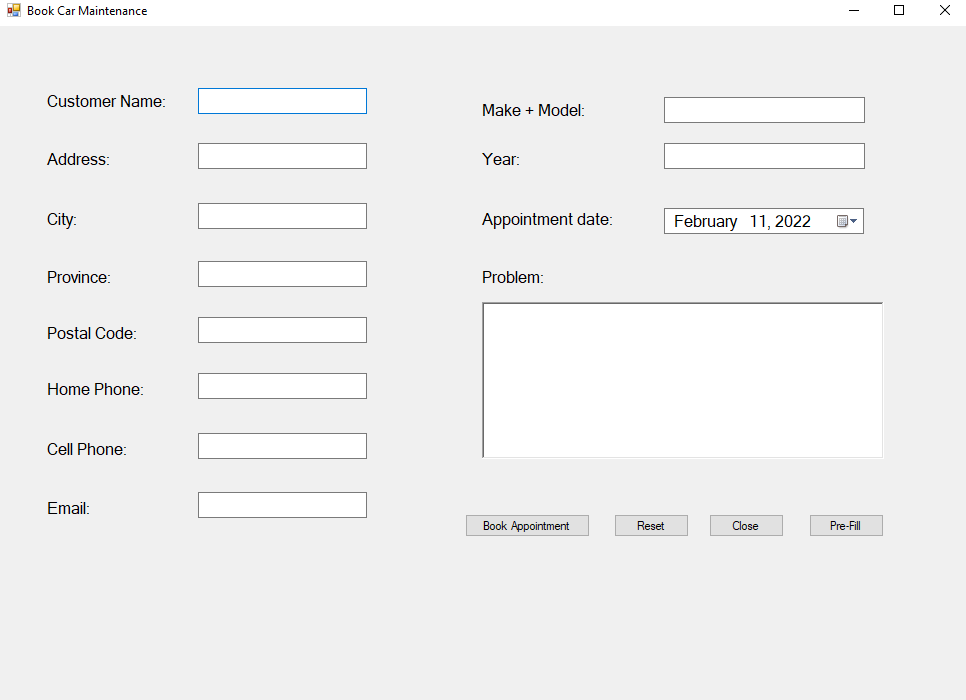 Book Car Maintenance
Customer Name:
Address:
City:
Province:
Postal Code:
Home Phone:
Cell Phone:
Email:
Make + Model:
Year:
Appointment date:
February 11, 2022
Problem:
Book Appointment
Reset
Close
Pre-Fill